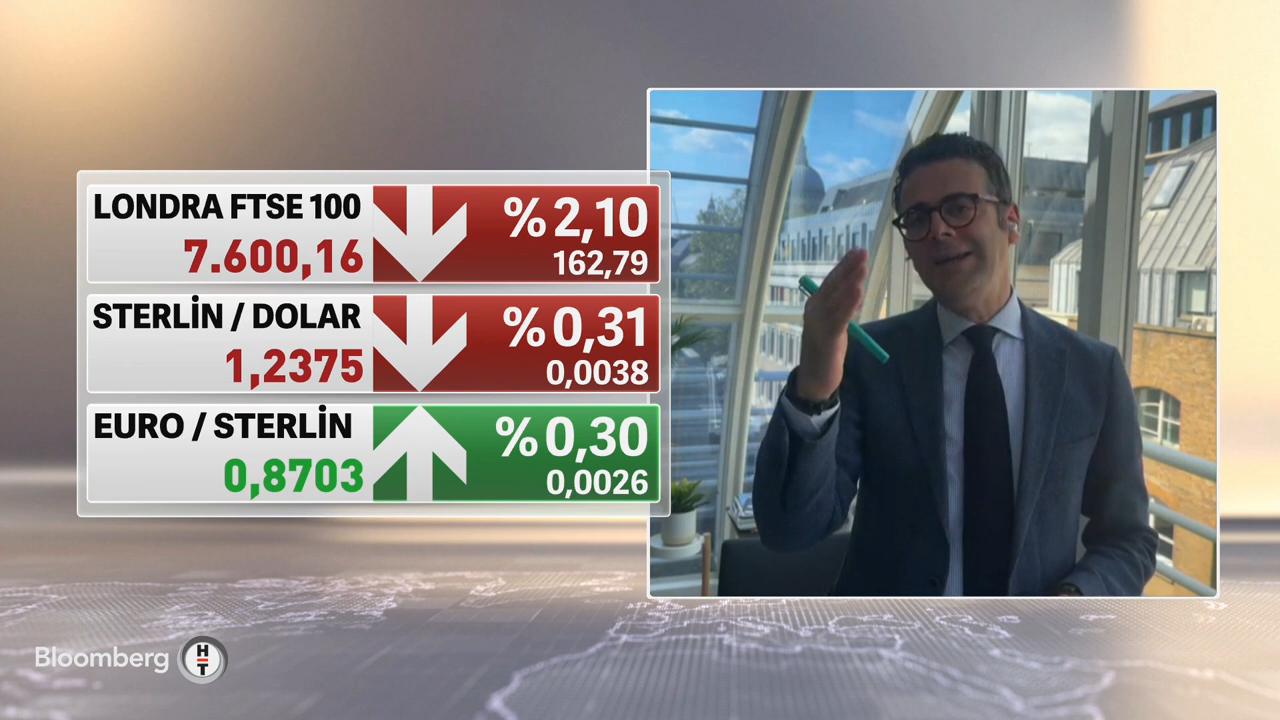 LONDRA FTSE 100
7.600,16
%2,10
162,79
STERLİN / DOLAR
1,2375
%0,31
0,0038
EURO / STERLİN
0,8703
%0,30
0,0026
Bloomberg HT